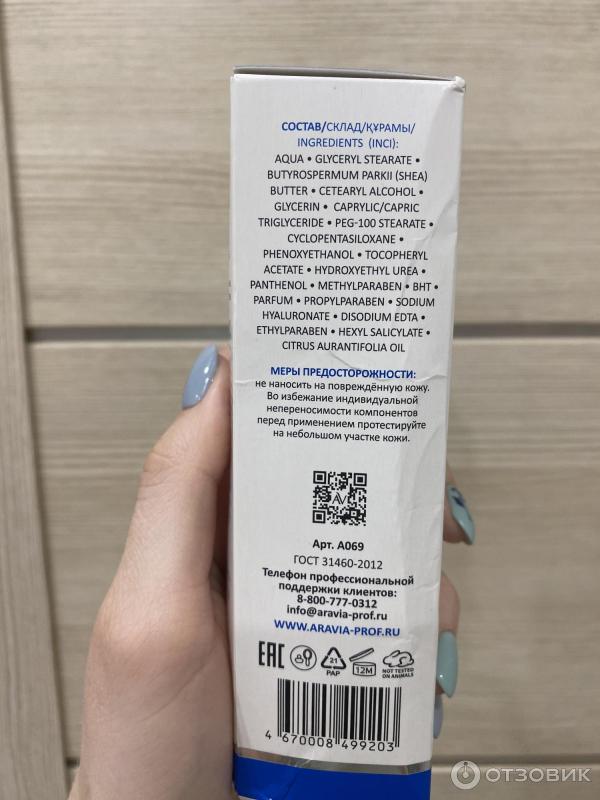 СОСТАВ/СКЛАД/ҚҰРАМЫ/
INGREDIENTS (INCI):
AQUA • GLYCERYL STEARATE •
BUTYROSPERMUM PARKII (SHEA)
BUTTER • CETEARYL ALCOHOL •
GLYCERIN • CAPRYLIC/CAPRIC
TRIGLYCERIDE • PEG-100 STEARATE •
CYCLOPENTASILOXANE •
PHENOXYETHANOL • TOCOPHERYL
ACETATE • HYDROXYETHYL UREA •
PANTHENOL • METHYLPARABEN • BHT •
PARFUM • PROPYLPARABEN • SODIUM
HYALURONATE • DISODIUM EDTA •
ETHYLPARABEN • HEXYL SALICYLATE •
CITRUS AURANTIFOLIA OIL
МЕРЫ ПРЕДОСТОРОЖНОСТИ:
не наносить на повреждённую кожу.
Во избежание индивидуальной
непереносимости компонентов
перед применением протестируйте
на небольшом участке кожи.
AV
Арт. А069
ГОСТ 31460-2012
Телефон профессиональной
поддержки клиентов:
8-800-777-0312
info@aravia-prof.ru
WWW.ARAVIA-PROF.RU
EAC
21
PAP
12M
NOT TESTED
ON ANIMALS
4 670008 499203
ОТЗОВИК